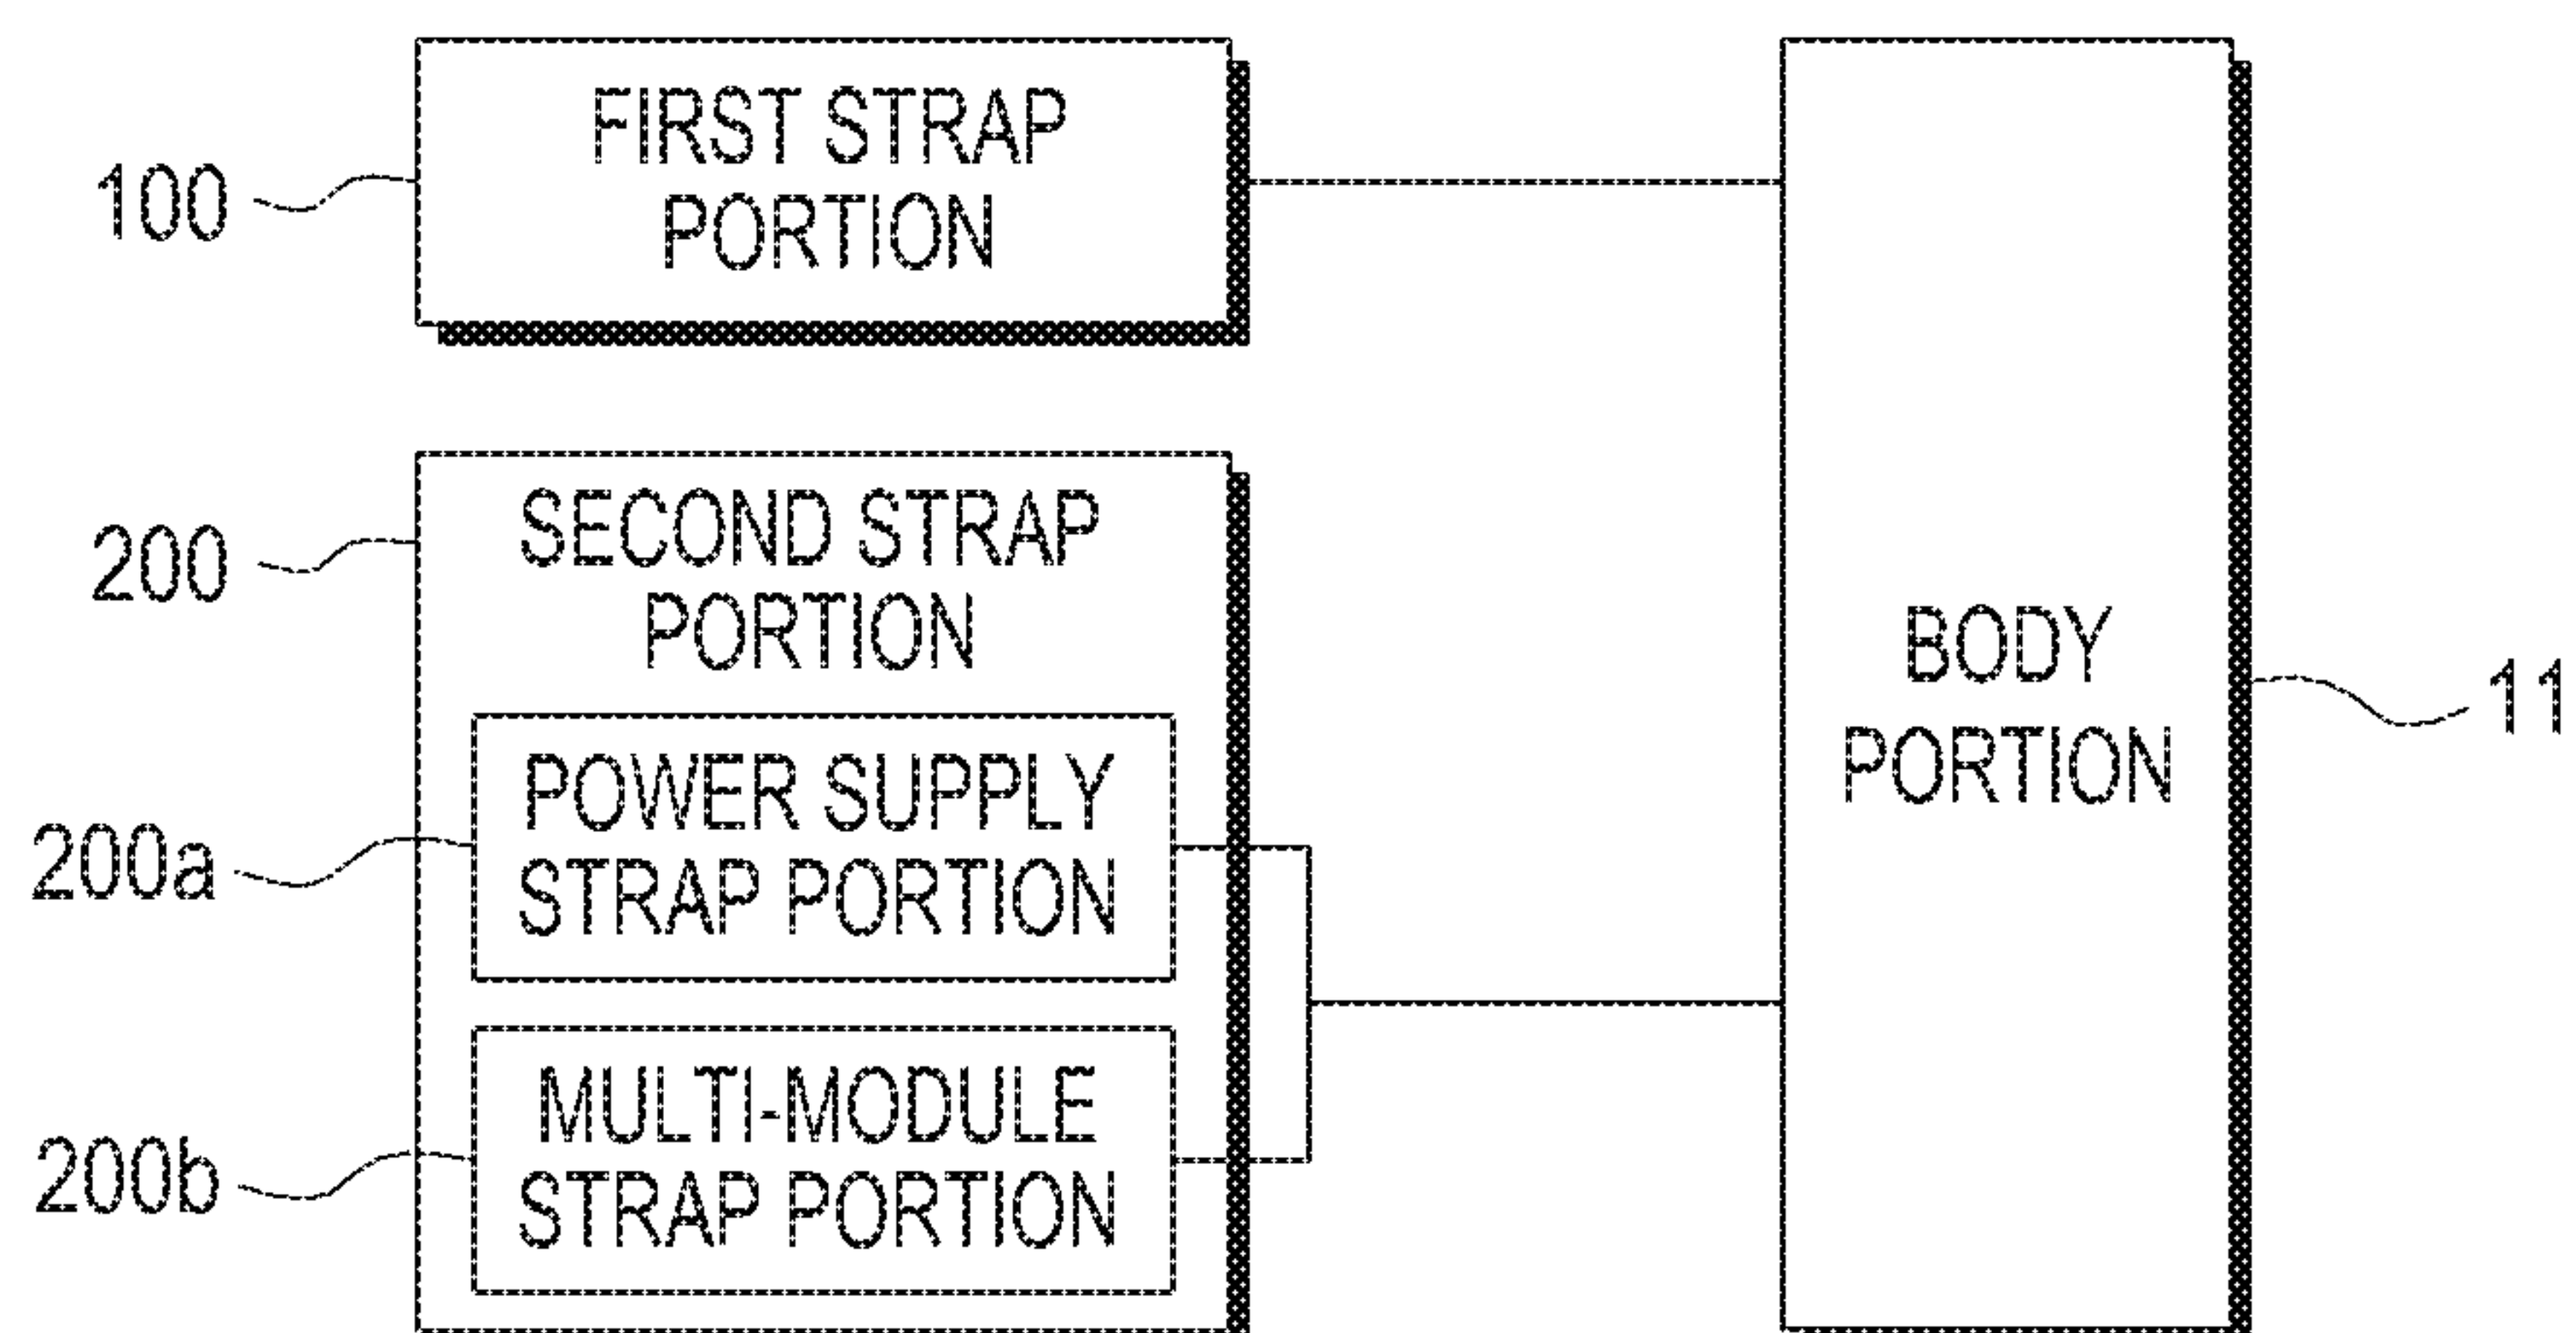 100
FIRST STRAP
PORTION
200
SECOND STRAP
PORTION
200a
POWER SUPPLY
STRAP PORTION
200b
MULTI-MODULE
STRAP PORTION
BODY
PORTION
11